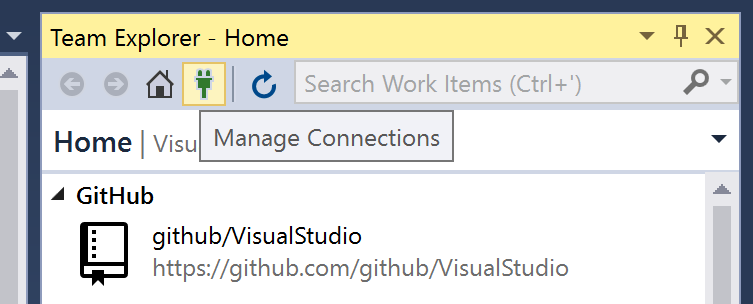 Team Explorer - Home
Search Work Items (Ctrl+')
Home | Visu
Manage Connections
GitHub
github/VisualStudio
https://github.com/github/VisualStudio